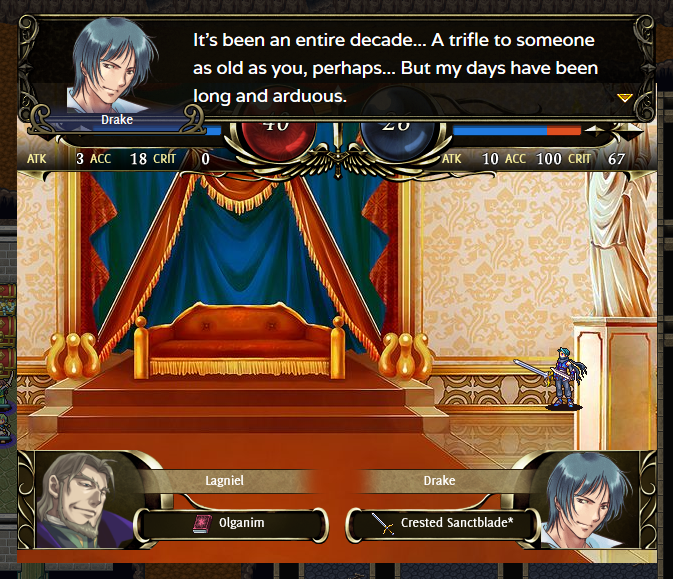 It's been an entire decade... A trifle to someone
as old as you, perhaps... But my days have been
long and arduous.
Drake
40 26
ATK 3 ACC 18 CRIT 0
ATK 10 ACC 100 CRIT 67
Lagniel
Drake
Olganim
Crested Sanctblade*